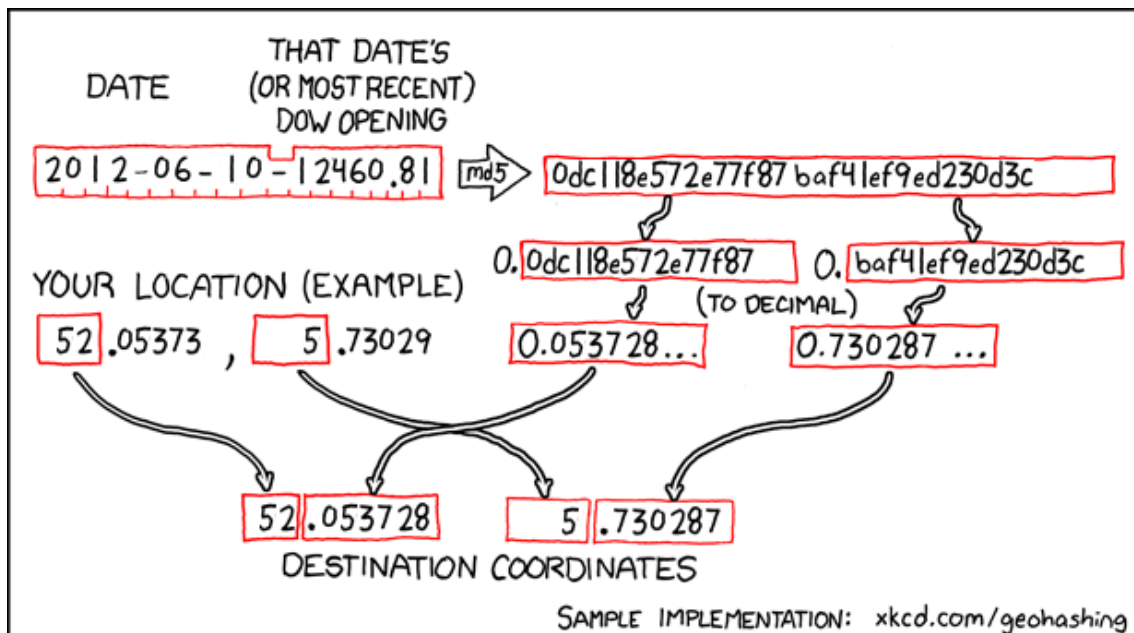 DATE
THAT DATE'S
(OR MOST RECENT)
DOW OPENING
2012-06-10-12460.81
md5
0dc118e572e77f87baf41ef9ed230d3c
0.0dc118e572e77f87
0.baf41ef9ed230d3c
(TO DECIMAL)
YOUR LOCATION (EXAMPLE)
52.05373, 5.73029
0.053728...
0.730287...
52.053728
5.730287
DESTINATION COORDINATES
SAMPLE IMPLEMENTATION: xkcd.com/geohashing